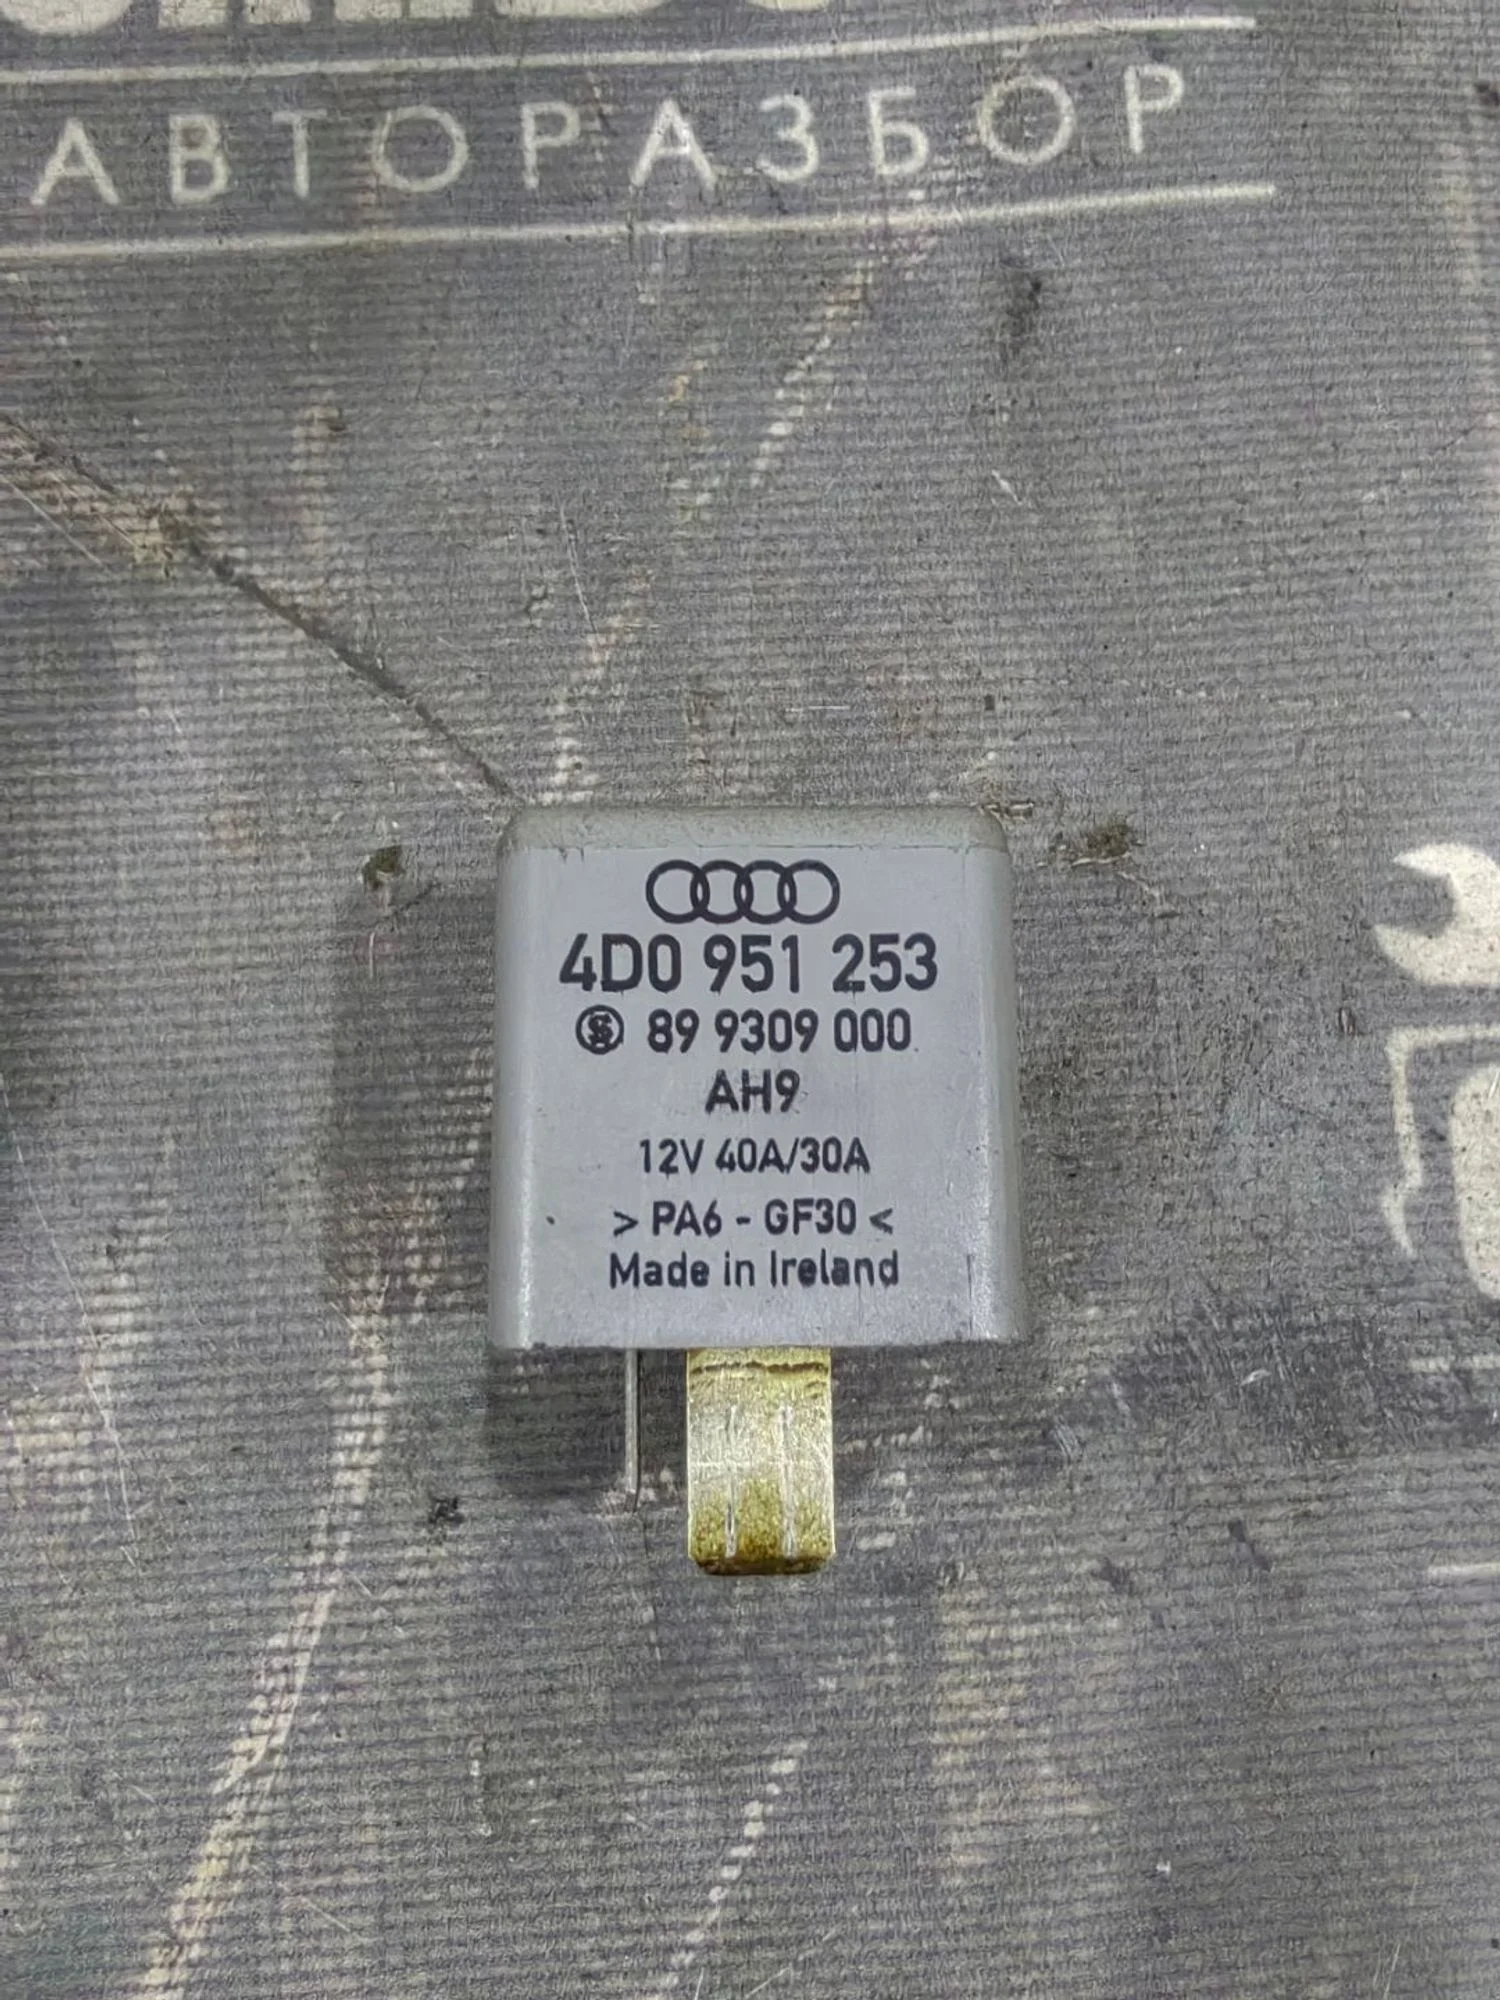 АВТОРАЗБОР
4D0 951 253
89 9309 000
AH9
12V 40A/30A
> PA6 - GF30 <
Made in Ireland